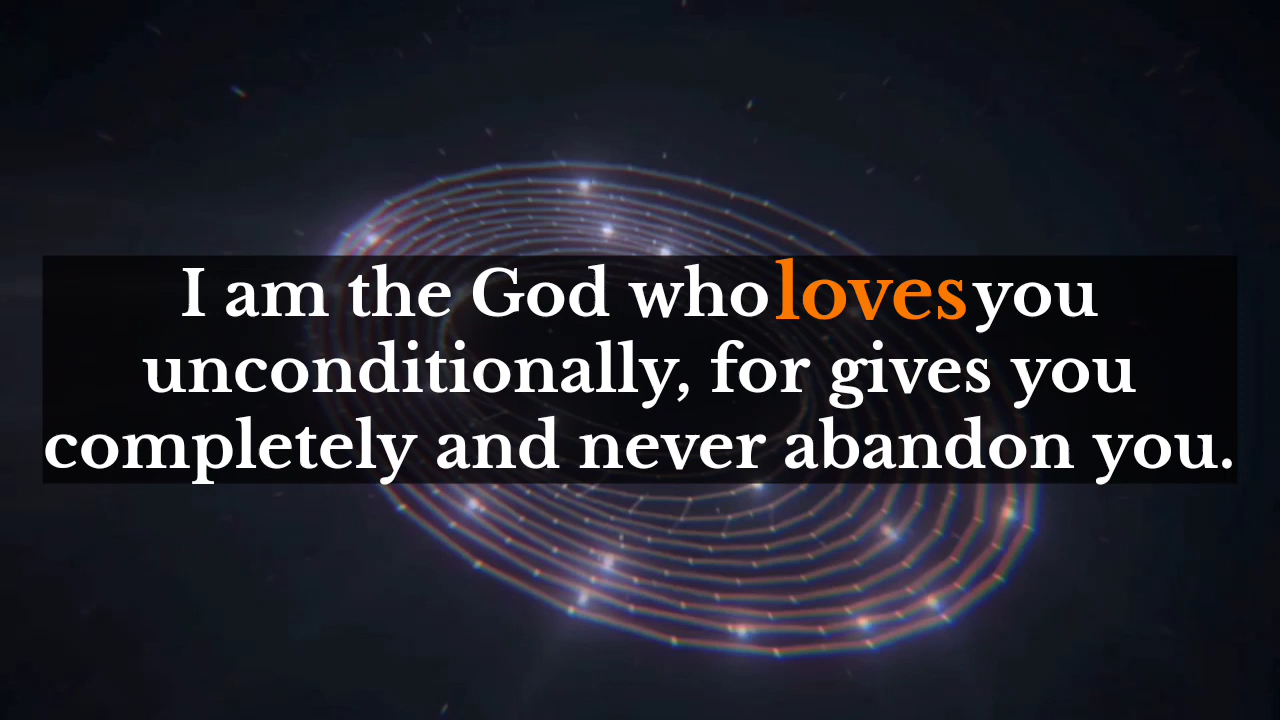 I am the God who loves you
unconditionally, for gives you
completely and never abandon you.